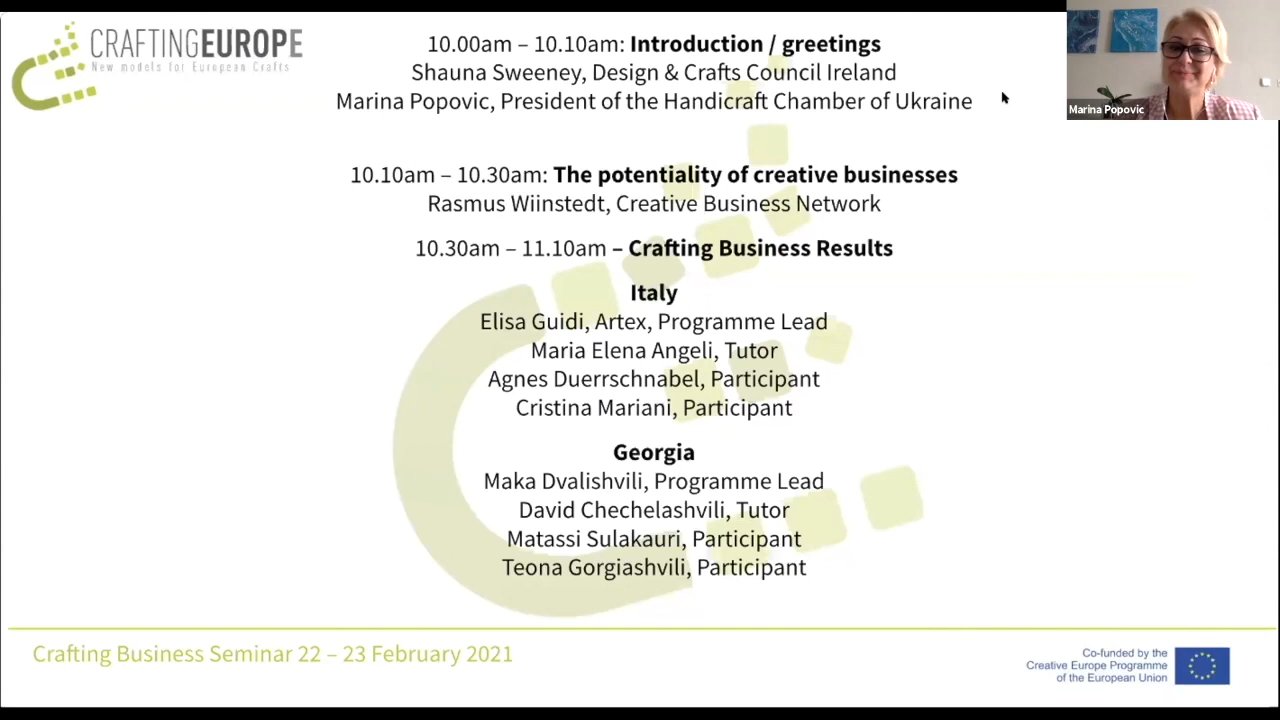 CRAFTINGEUROPE
New models for European Crafts
10.00am – 10.10am: Introduction / greetings
Shauna Sweeney, Design & Crafts Council Ireland
Marina Popovic, President of the Handicraft Chamber of Ukraine
Marina Popovic
10.10am – 10.30am: The potentiality of creative businesses
Rasmus Wiinstedt, Creative Business Network
10.30am – 11.10am – Crafting Business Results
Italy
Elisa Guidi, Artex, Programme Lead
Maria Elena Angeli, Tutor
Agnes Duerrschnabel, Participant
Cristina Mariani, Participant
Georgia
Maka Dvalishvili, Programme Lead
David Chechelashvili, Tutor
Matassi Sulakauri, Participant
Teona Gorgiashvili, Participant
Crafting Business Seminar 22 – 23 February 2021
Co-funded by the
Creative Europe Programme
of the European Union